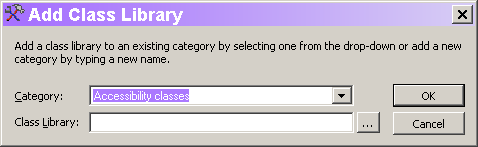 Add Class Library
Add a class library to an existing category by selecting one from the drop-down or add a new
category by typing a new name.
Category: Accessibility classes OK
Class Library: ... Cancel